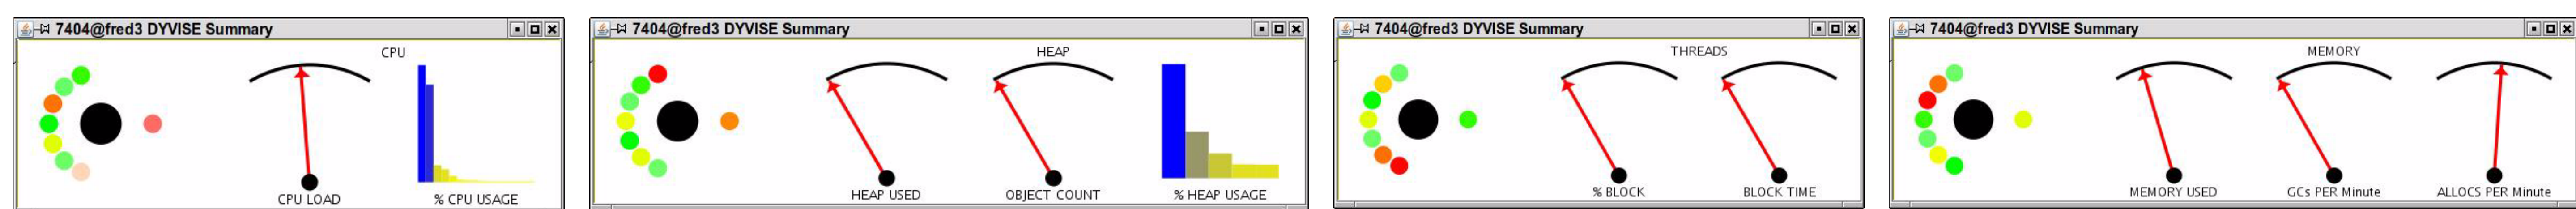 7404@fred3 DYVISE Summary
CPU
CPU LOAD
% CPU USAGE
7404@fred3 DYVISE Summary
HEAP
HEAP USED
OBJECT COUNT
% HEAP USAGE
7404@fred3 DYVISE Summary
THREADS
% BLOCK
BLOCK TIME
7404@fred3 DYVISE Summary
MEMORY
MEMORY USED
GCs PER Minute
ALLOCS PER Minute